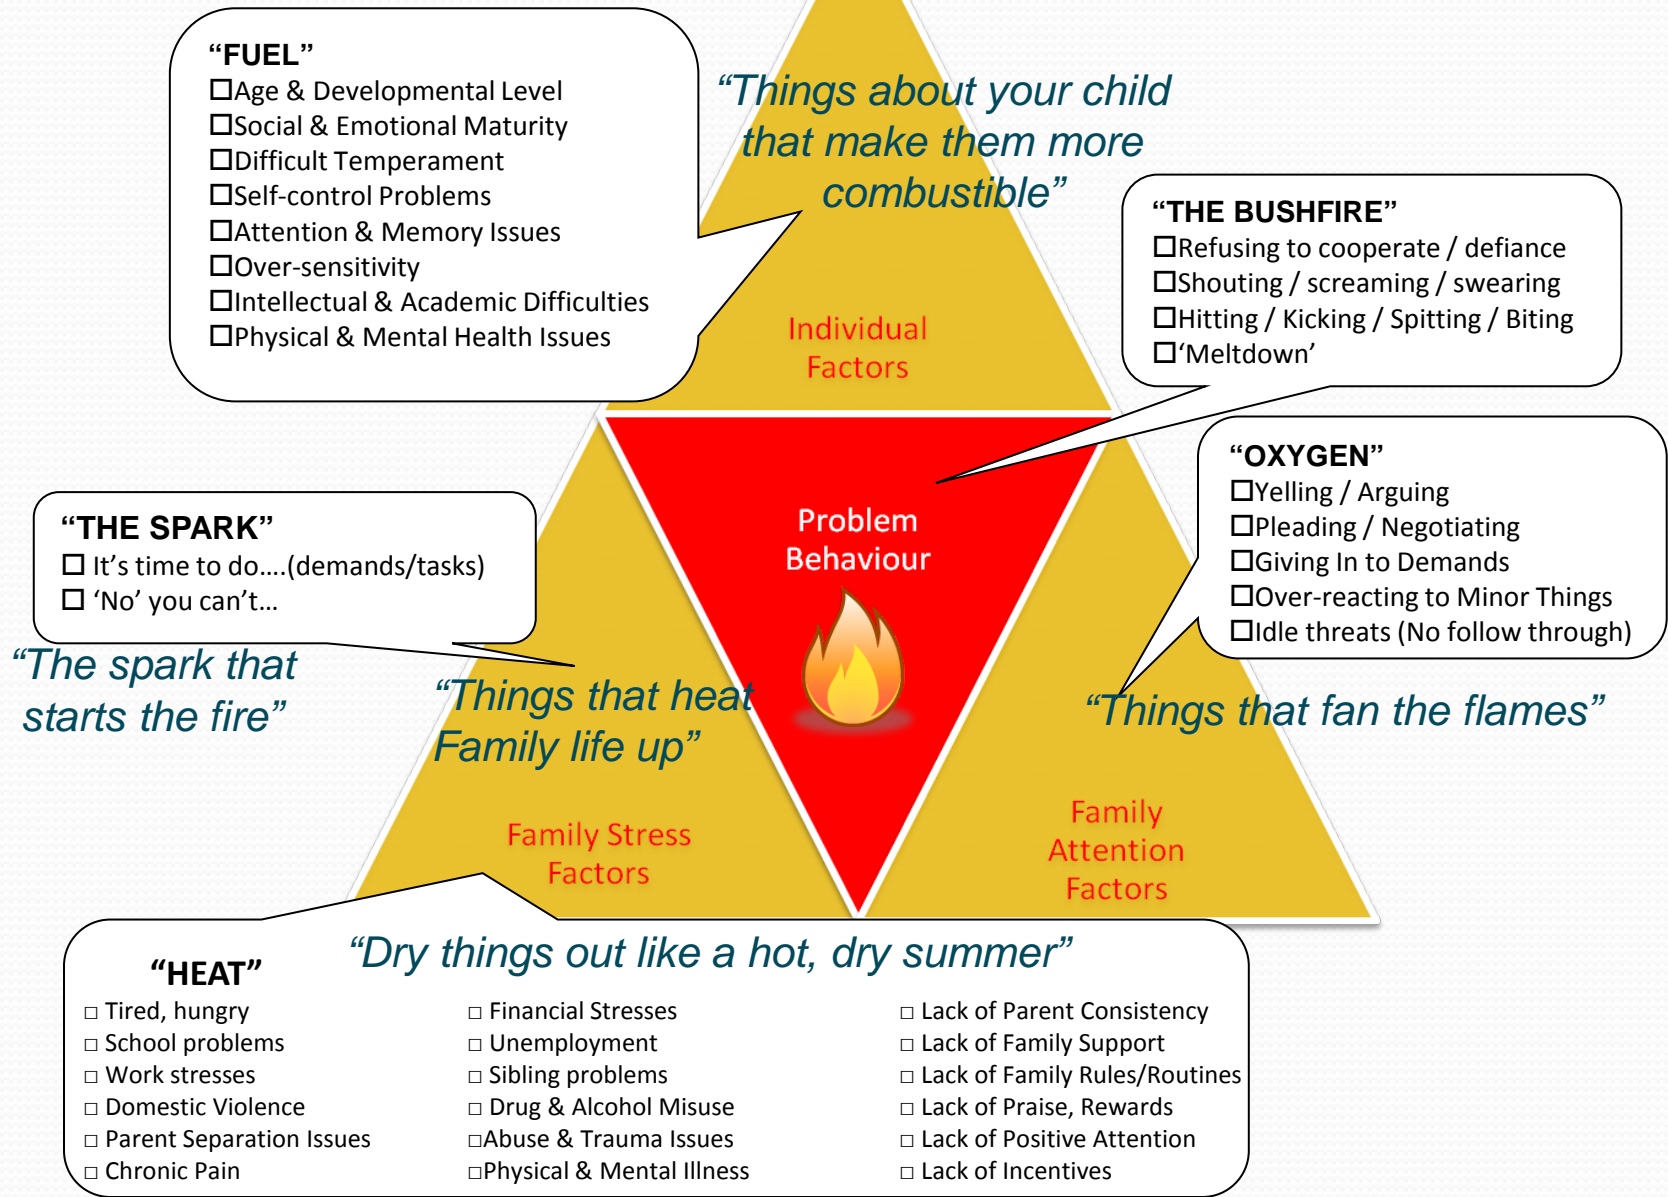 “FUEL”
☐Age & Developmental Level
☐Social & Emotional Maturity
☐Difficult Temperament
☐Self-control Problems
☐Attention & Memory Issues
☐Over-sensitivity
☐Intellectual & Academic Difficulties
☐Physical & Mental Health Issues
“Things about your child
that make them more
combustible”
Individual
Factors
“THE BUSHFIRE”
☐Refusing to cooperate / defiance
☐Shouting / screaming / swearing
☐Hitting / Kicking / Spitting / Biting
☐‘Meltdown’
“OXYGEN”
☐Yelling / Arguing
☐Pleading / Negotiating
☐Giving In to Demands
☐Over-reacting to Minor Things
☐Idle threats (No follow through)
“THE SPARK”
☐ It’s time to do....(demands/tasks)
☐ ‘No’ you can’t…
“The spark that
starts the fire”
Problem
Behaviour
“Things that heat
Family life up”
“Things that fan the flames”
Family Stress
Factors
Family
Attention
Factors
“HEAT”
“Dry things out like a hot, dry summer”
☐ Tired, hungry
☐ School problems
☐ Work stresses
☐ Domestic Violence
☐ Parent Separation Issues
☐ Chronic Pain
☐ Financial Stresses
☐ Unemployment
☐ Sibling problems
☐ Drug & Alcohol Misuse
☐Abuse & Trauma Issues
☐Physical & Mental Illness
☐ Lack of Parent Consistency
☐ Lack of Family Support
☐ Lack of Family Rules/Routines
☐ Lack of Praise, Rewards
☐ Lack of Positive Attention
☐ Lack of Incentives